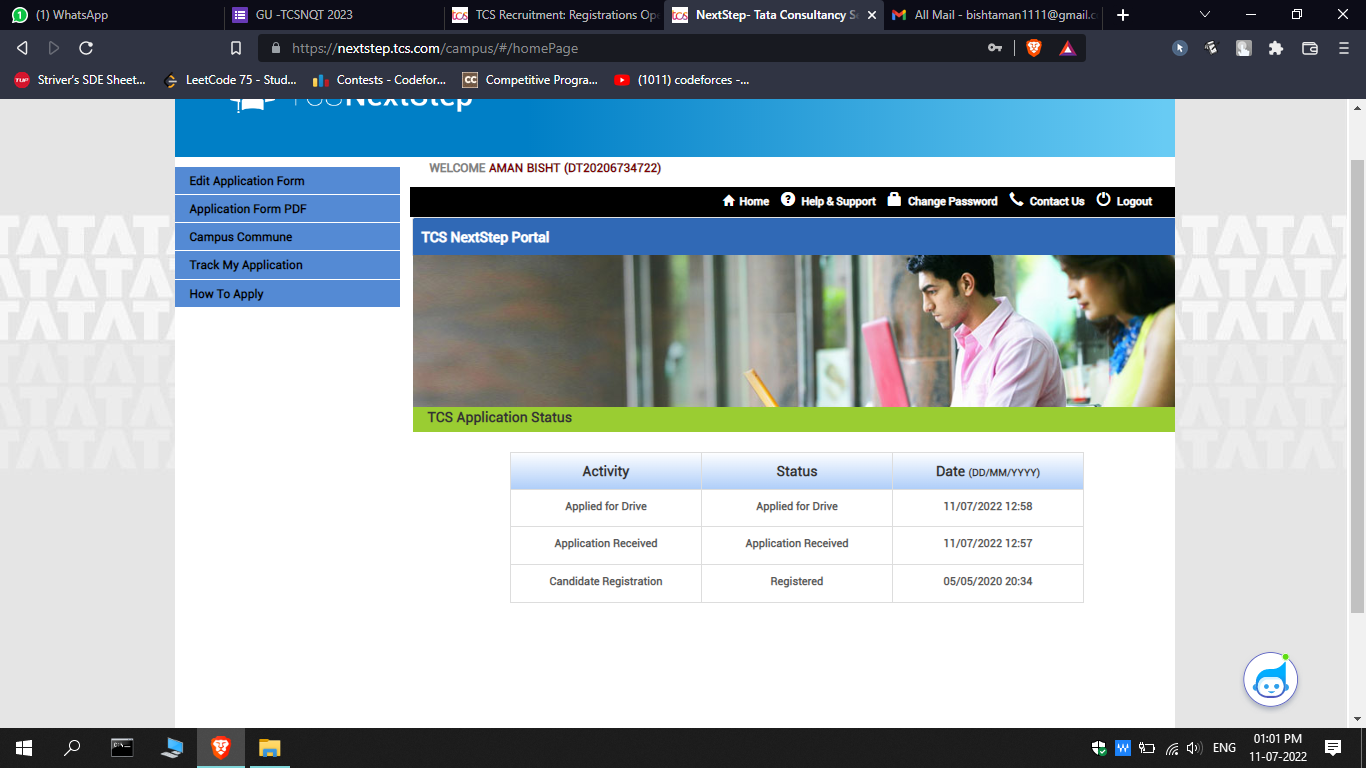 (1) WhatsApp
GU -TCSNQT 2023
TCS Recruitment: Registrations Ope
NextStep- Tata Consultancy Se
All Mail - bishtaman1111@gmail.c
https://nextstep.tcs.com/campus/#/homePage
Striver's SDE Sheet...
LeetCode 75 - Stud...
Contests - Codefor...
Competitive Progra...
(1011) codeforces -...
TCS NextStep
WELCOME AMAN BISHT (DT20206734722)
Edit Application Form
Application Form PDF
Campus Commune
Track My Application
How To Apply
Home Help & Support Change Password Contact Us Logout
TCS NextStep Portal
TCS Application Status
Activity Status Date (DD/MM/YYYY)
Applied for Drive Applied for Drive 11/07/2022 12:58
Application Received Application Received 11/07/2022 12:57
Candidate Registration Registered 05/05/2020 20:34
ENG
01:01 PM
11-07-2022